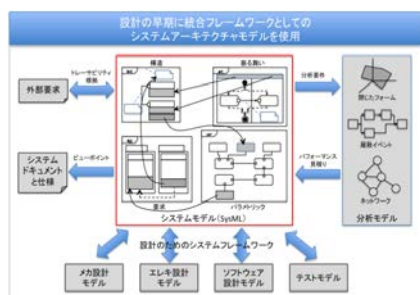 設計の早期に統合フレームワークとしての
システムアーキテクチャモデルを使用
構造
振る舞い
トレーサビリティ
根拠
分析要件
外部要求
閉じたフォーム
離散イベント
ビューポイント
パフォーマンス
見積り
システム
ドキュメント
と仕様
ネットワーク
要求
パラメトリック
システムモデル(SysML)
分析モデル
設計のためのシステムフレームワーク
メカ設計
モデル
エレキ設計
モデル
ソフトウェア
設計モデル
テストモデル